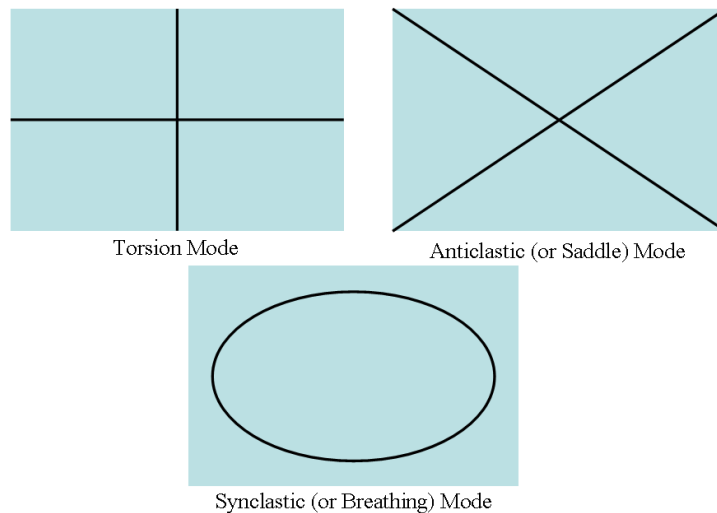 Torsion Mode
Anticlastic (or Saddle) Mode
Synclastic (or Breathing) Mode